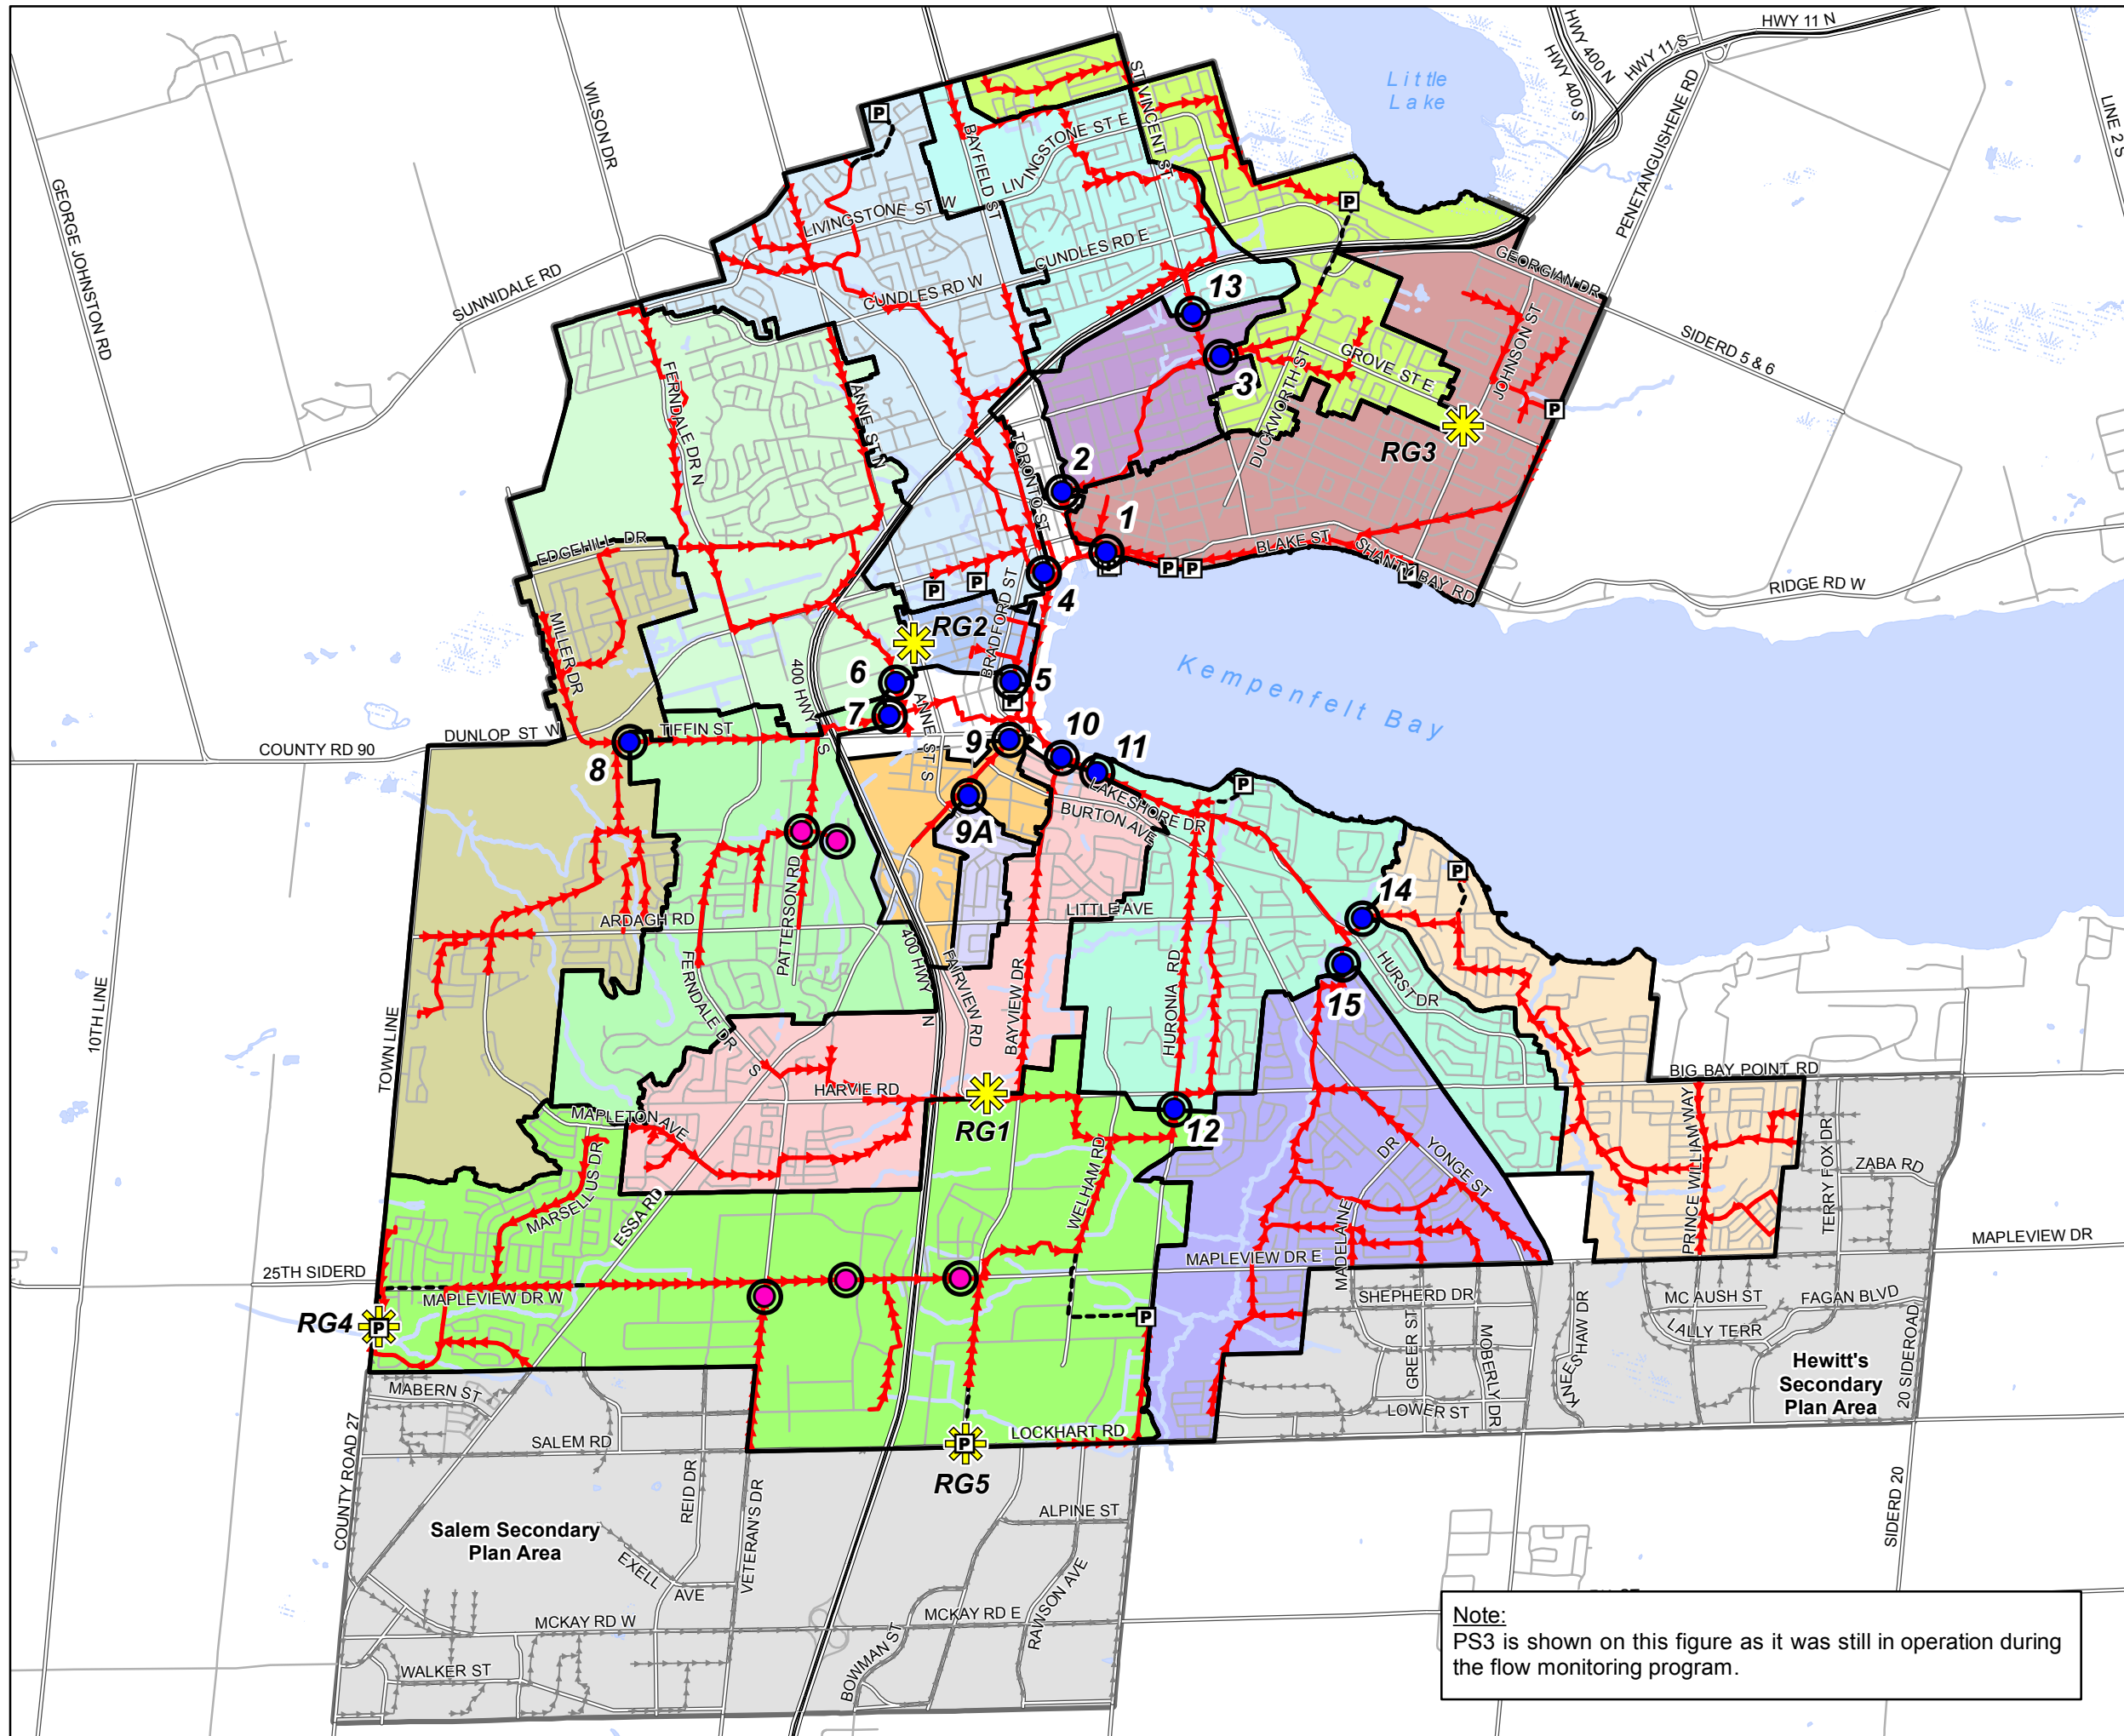 HWY 11 N
HWY 400 N
HWY 11 S
HWY 400 S
Little
Lake
PENETANGUISHENE RD
LINE 2 S
WILSON DR
ST VINCENT ST
BAYFIELD ST
LIVINGSTONE ST E
GEORGE JOHNSTON RD
LIVINGSTONE ST W
CUNDLES RD E
GEORGIAN DR
SUNNIDALE RD
CUNDLES RD W
13
JOHNSON ST
SIDERD 5 & 6
FERNDALE DR N
ANNE ST N
3
GROVE ST E
DUCKWORTH ST
RG3
TORONTO ST
2
1
EDGEHILL DR
BLAKE ST
SHANTY BAY RD
RIDGE RD W
4
BRADFORD ST
RG2
MILLER DR
Kempenfelt Bay
6
5
400 HWY S
7
ANNE ST S
DUNLOP ST W
TIFFIN ST
COUNTY RD 90
8
9
10
11
LAKESHORE DR
BURTON AVE
9A
PATTERSON RD
14
LITTLE AVE
ARDAGH RD
400 HWY N
FAIRVIEW RD
BAYVIEW DR
HURONIA RD
HURST DR
15
FERNDALE DR S
10TH LINE
TOWN LINE
BIG BAY POINT RD
HARVIE RD
MAPLETON AVE
RG1
12
WELHAM RD
YONGE ST
PRINCE WILLIAM WAY
TERRY FOX DR
ZABA RD
MARSELLUS DR
ESSA RD
MADELAINE DR
MAPLEVIEW DR
MAPLEVIEW DR E
25TH SIDERD
MAPLEVIEW DR W
RG4
SHEPHERD DR
GREER ST
MOBERLY DR
KNEESHAW DR
MC AUSH ST
FAGAN BLVD
LALLY TERR
Hewitt's
Secondary
Plan Area
20 SIDEROAD
MABERN ST
LOWER ST
LOCKHART RD
SALEM RD
COUNTY ROAD 27
REID DR
VETERAN'S DR
RG5
SIDERD 20
ALPINE ST
Salem Secondary
Plan Area
EXELL AVE
RAWSON AVE
MCKAY RD W
MCKAY RD E
BOWMAN ST
WALKER ST
P
P
P
P
P
P
P
P
P
P
P
P
P
P
Note:
PS3 is shown on this figure as it was still in operation during
the flow monitoring program.